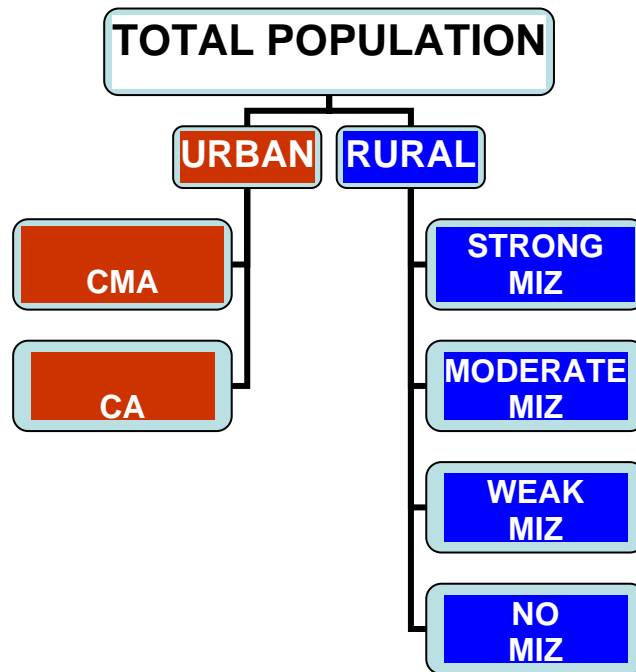 TOTAL POPULATION
URBAN
RURAL
CMA
CA
STRONG
MIZ
MODERATE
MIZ
WEAK
MIZ
NO
MIZ